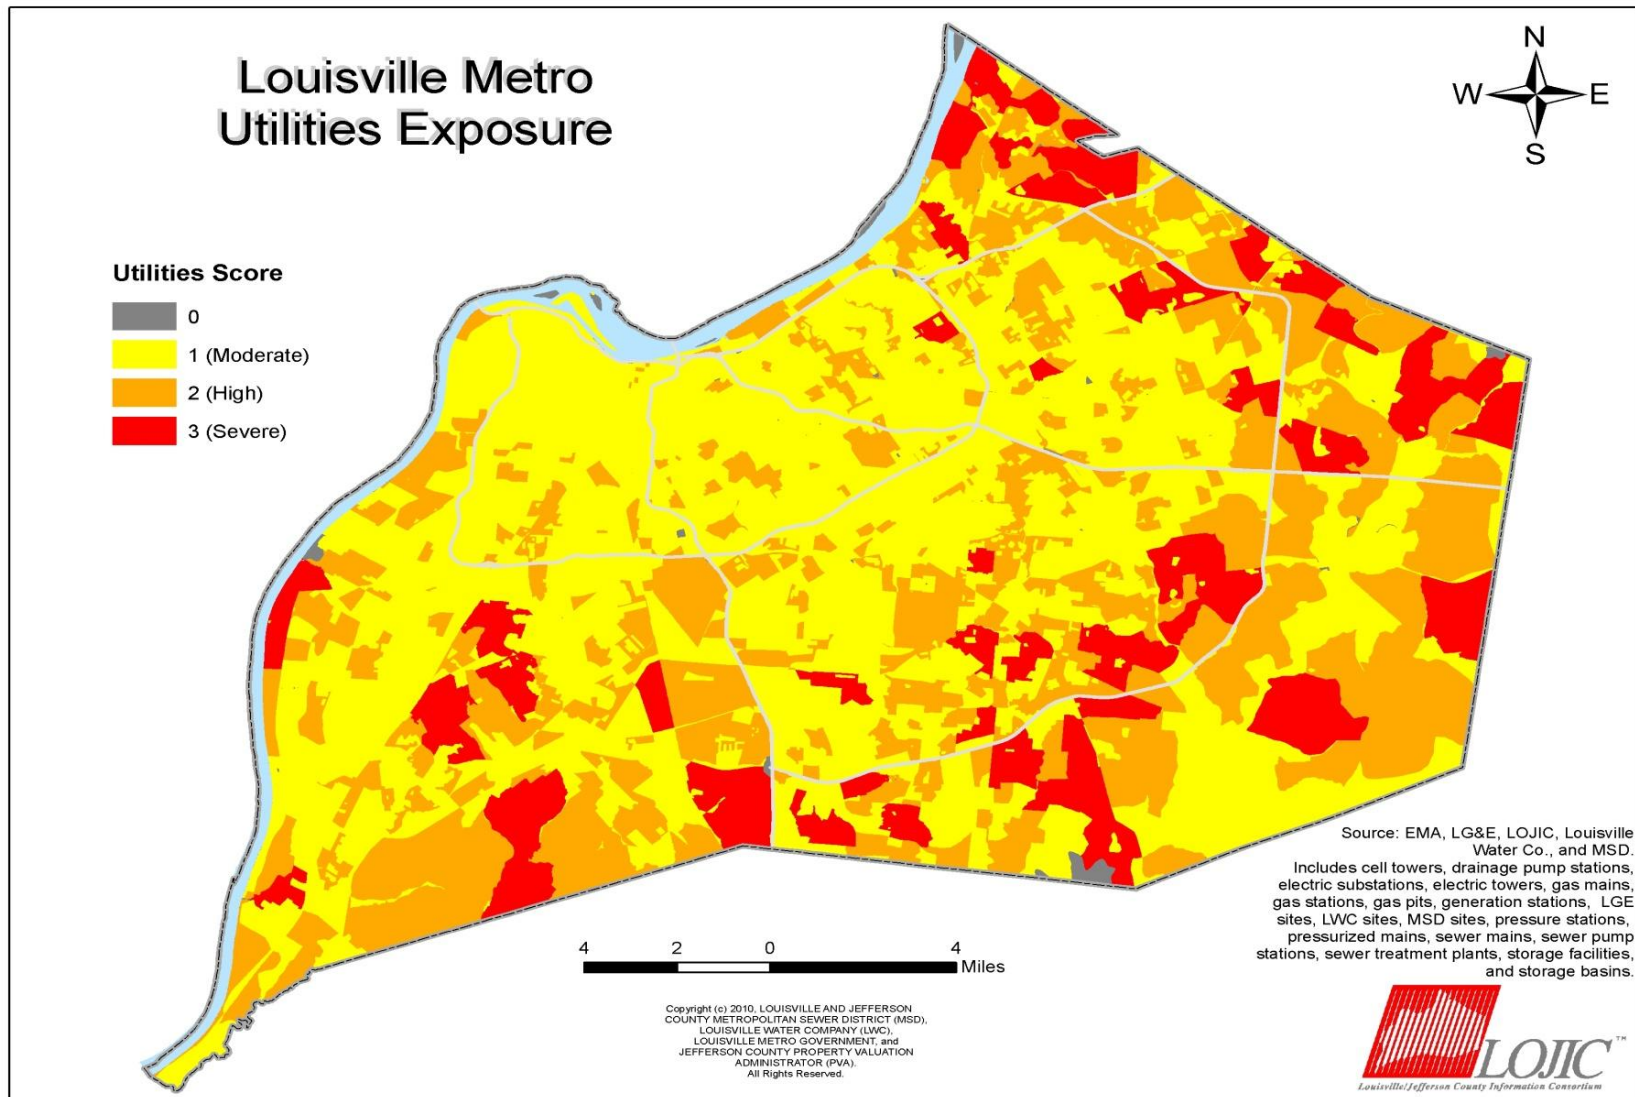 Louisville Metro
Utilities Exposure
N
W E
S
Utilities Score
0
1 (Moderate)
2 (High)
3 (Severe)
Source: EMA, LG&E, LOJIC, Louisville
Water Co., and MSD.
Includes cell towers, drainage pump stations,
electric substations, electric towers, gas mains,
gas stations, gas pits, generation stations, LGE
sites, LWC sites, MSD sites, pressure stations,
pressurized mains, sewer mains, sewer pump
stations, sewer treatment plants, storage facilities,
and storage basins.
4 2 0 4
Miles
Copyright (c) 2010, LOUISVILLE AND JEFFERSON
COUNTY METROPOLITAN SEWER DISTRICT (MSD),
LOUISVILLE WATER COMPANY (LWC),
LOUISVILLE METRO GOVERNMENT, and
JEFFERSON COUNTY PROPERTY VALUATION
ADMINISTRATOR (PVA).
All Rights Reserved.
LOJIC™
Louisville/Jefferson County Information Consortium